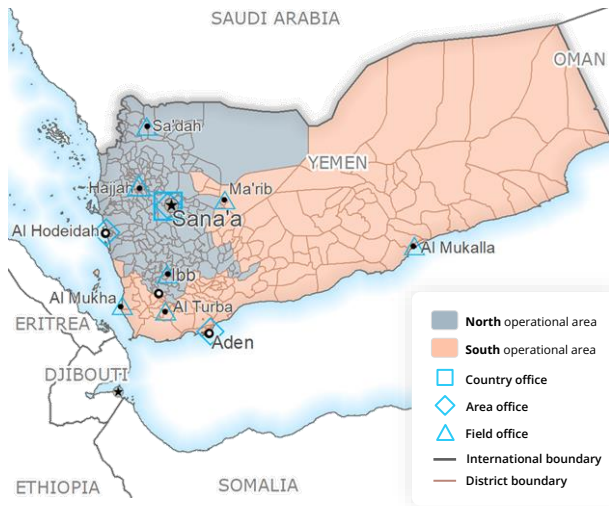 SAUDI ARABIA
OMAN
Sa'dah
YEMEN
Hajjah
Ma'rib
Sana'a
Al Hodeidah
Al Mukalla
Ibb
Al Mukha
Al Turba
ERITREA
Aden
DJIBOUTI
ETHIOPIA
SOMALIA
North operational area
South operational area
Country office
Area office
Field office
International boundary
District boundary